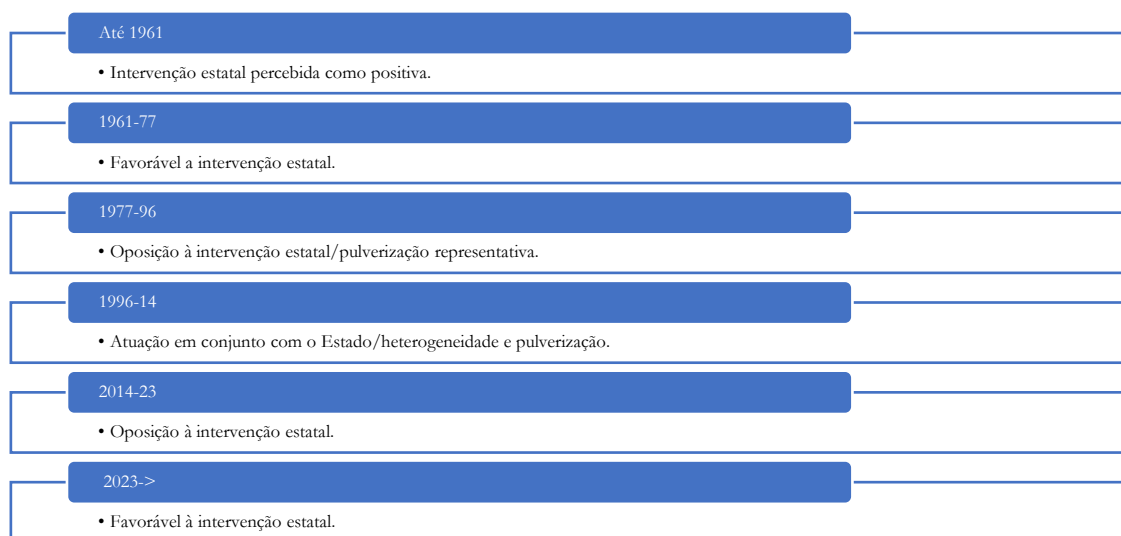 Até 1961
• Intervenção estatal percebida como positiva.
1961-77
• Favorável a intervenção estatal.
1977-96
• Oposição à intervenção estatal/pulverização representativa.
1996-14
• Atuação em conjunto com o Estado/heterogeneidade e pulverização.
2014-23
• Oposição à intervenção estatal.
2023->
• Favorável à intervenção estatal.